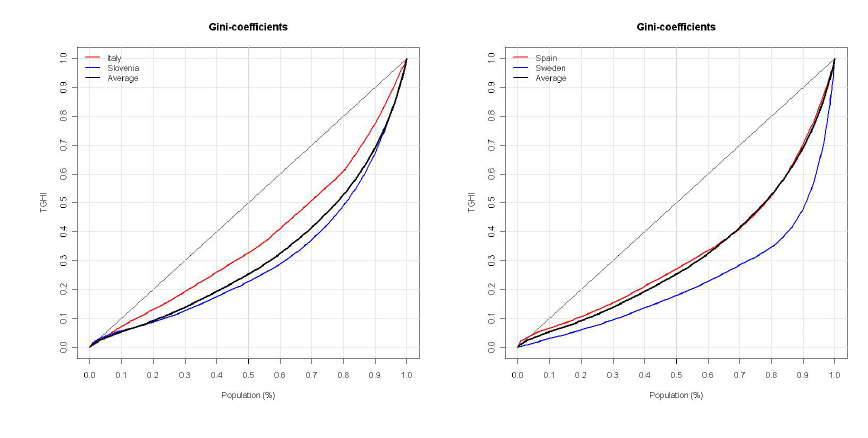 Gini-coefficients
Italy
Slovenia
Average
TGHI
1.0
0.9
0.8
0.7
0.6
0.5
0.4
0.3
0.2
0.1
0.0
0.0 0.1 0.2 0.3 0.4 0.5 0.6 0.7 0.8 0.9 1.0
Population (%)
Gini-coefficients
Spain
Sweden
Average
TGHI
1.0
0.9
0.8
0.7
0.6
0.5
0.4
0.3
0.2
0.1
0.0
0.0 0.1 0.2 0.3 0.4 0.5 0.6 0.7 0.8 0.9 1.0
Population (%)